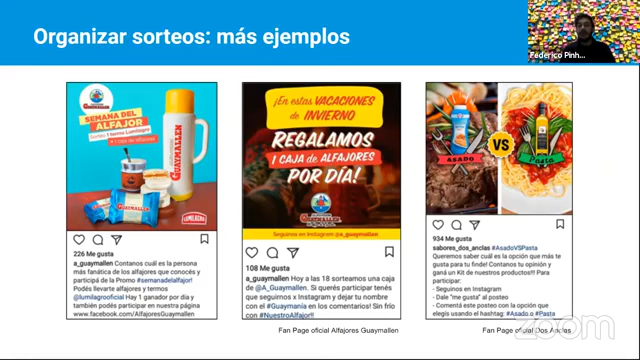 Organizar sorteos: más ejemplos
Federico Pinh...
GUAYMALLEN
SEMANA DEL
ALFAJOR
GUAYMALLEN
GUAYMALLEN
LUMILAGRO
226 Me gusta
a_guaymallen Contanos cuál es la persona
más fanática de los alfajores que conocés y
participá de la Promo #semanadelalfajor!
Podés llevarte alfajores y termos de
@lumilagrooficial Hay 1 ganador por día y
también podés participar en nuestra página
www.facebook.com/AlfajoresGuaymallen
¡En estas VACACIONES
de INVIERNO
REGALAMOS
1 CAJA de ALFAJORES
POR DÍA!
GUAYMALLEN
Seguinos en Instagram @a_guaymallen
108 Me gusta
a_guaymallen Hoy a las 18 sorteamos una caja
de @A_Guaymallen. Si querés participar tenés
que seguirnos x Instagram y dejar tu nombre
con el #Guaymanía en los comentarios! Sin frío
con #NuestroAlfajor!!
Fan Page oficial Alfajores Guaymallen
ASADO
VS
Pasta
934 Me gusta
sabores_dos_anclas #AsadoVSPasta
Queremos saber cuál es la opción que más te
gusta para tu finde! Contanos tu opinión y
ganá un Kit de nuestros productos!!! Para
participar:
- Seguinos en Instagram
- Dale "me gusta" al posteo
- Comentá este posteo con la opción que
elegís usando el hashtag: #Asado o #Pasta
Fan Page oficial Dos Anclas
zoom